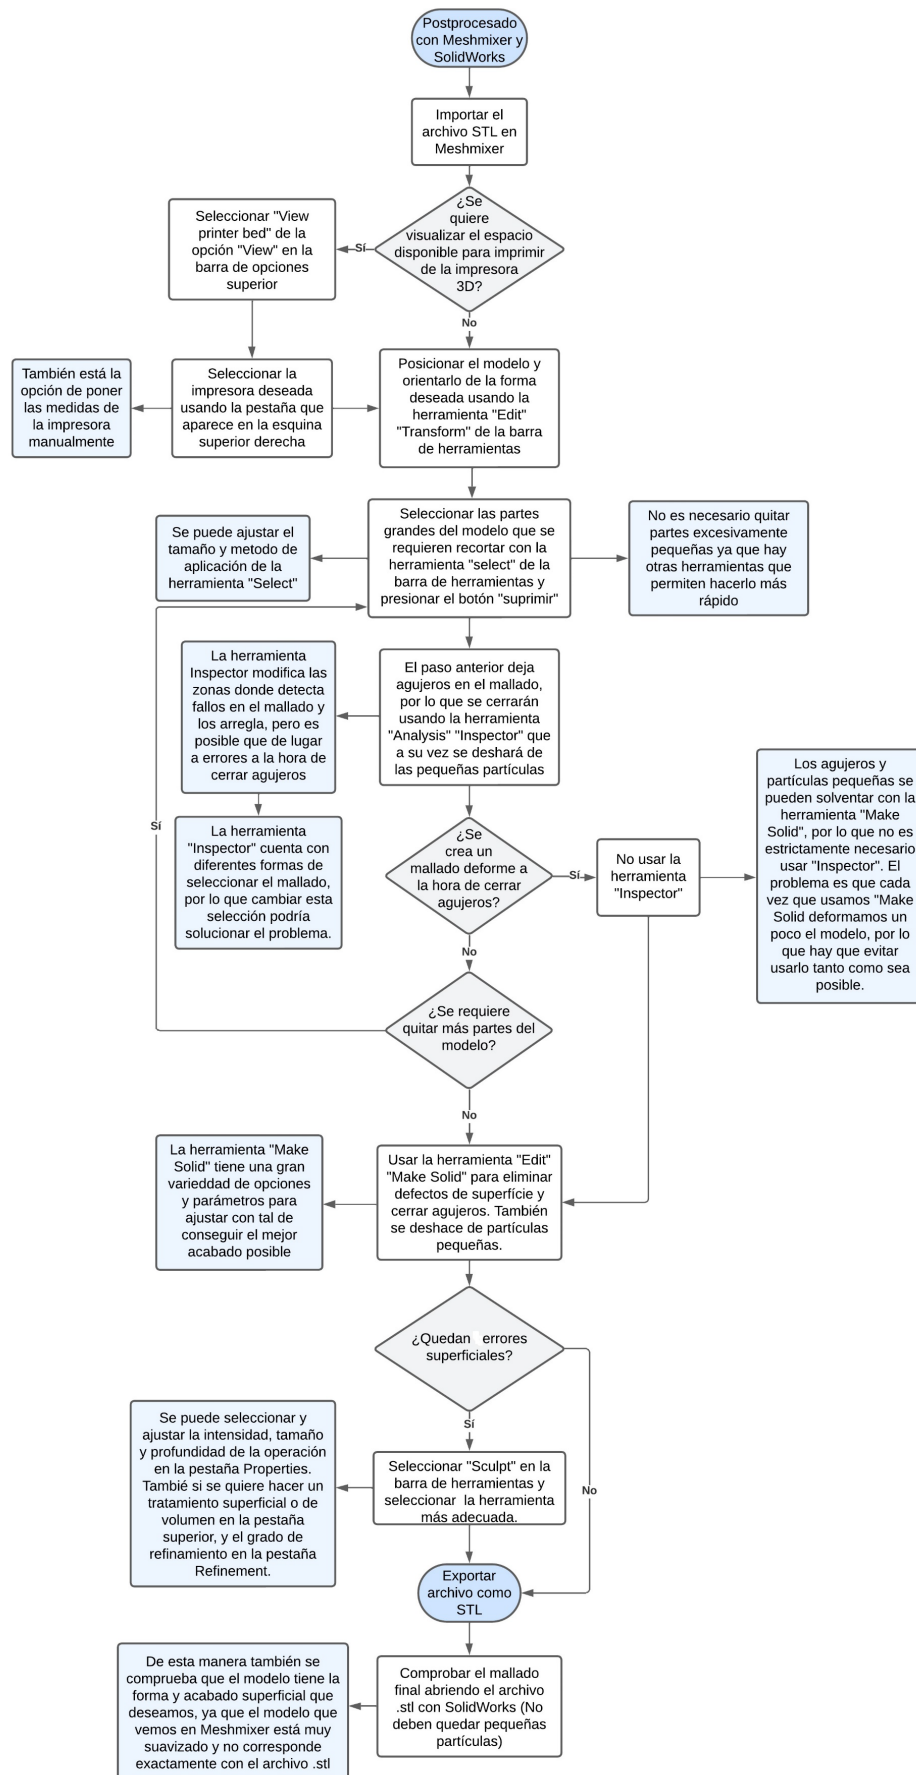 Postprocesado
con Meshmixer y
SolidWorks
Importar el
archivo STL en
Meshmixer
¿Se
quiere
visualizar el espacio
disponible para imprimir
de la impresora
3D?
Sí
No
Seleccionar "View
printer bed" de la
opción "View" en la
barra de opciones
superior
También está la
opción de poner
las medidas de
la impresora
manualmente
Seleccionar la
impresora deseada
usando la pestaña que
aparece en la esquina
superior derecha
Posicionar el modelo y
orientarlo de la forma
deseada usando la
herramienta "Edit"
"Transform" de la barra
de herramientas
Se puede ajustar el
tamaño y metodo de
aplicación de la
herramienta "Select"
Seleccionar las partes
grandes del modelo que se
requieren recortar con la
herramienta "select" de la
barra de herramientas y
presionar el botón "suprimir"
No es necesario quitar
partes excesivamente
pequeñas ya que hay
otras herramientas que
permiten hacerlo más
rápido
La herramienta
Inspector modifica las
zonas donde detecta
fallos en el mallado y
los arregla, pero es
posible que de lugar
a errores a la hora de
cerrar agujeros
El paso anterior deja
agujeros en el mallado,
por lo que se cerrarán
usando la herramienta
"Analysis" "Inspector" que
a su vez se deshará de
las pequeñas partículas
La herramienta
"Inspector" cuenta con
diferentes formas de
seleccionar el mallado,
por lo que cambiar esta
selección podría
solucionar el problema.
¿Se
crea un
mallado deforme a
la hora de cerrar
agujeros?
Sí
No
No usar la
herramienta
"Inspector"
Los agujeros y
partículas pequeñas se
pueden solventar con la
herramienta "Make
Solid", por lo que no es
estrictamente necesario
usar "Inspector". El
problema es que cada
vez que usamos "Make
Solid deformamos un
poco el modelo, por lo
que hay que evitar
usarlo tanto como sea
posible.
¿Se requiere
quitar más partes del
modelo?
Sí
No
La herramienta "Make
Solid" tiene una gran
varieddad de opciones
y parámetros para
ajustar con tal de
conseguir el mejor
acabado posible
Usar la herramienta "Edit"
"Make Solid" para eliminar
defectos de superfície y
cerrar agujeros. También
se deshace de partículas
pequeñas.
¿Quedan errores
superficiales?
Sí
No
Se puede seleccionar y
ajustar la intensidad, tamaño
y profundidad de la operación
en la pestaña Properties.
Tambié si se quiere hacer un
tratamiento superficial o de
volumen en la pestaña
superior, y el grado de
refinamiento en la pestaña
Refinement.
Seleccionar "Sculpt" en la
barra de herramientas y
seleccionar la herramienta
más adecuada.
Exportar
archivo como
STL
De esta manera también se
comprueba que el modelo tiene la
forma y acabado superficial que
deseamos, ya que el modelo que
vemos en Meshmixer está muy
suavizado y no corresponde
exactamente con el archivo .stl
Comprobar el mallado
final abriendo el archivo
.stl con SolidWorks (No
deben quedar pequeñas
partículas)